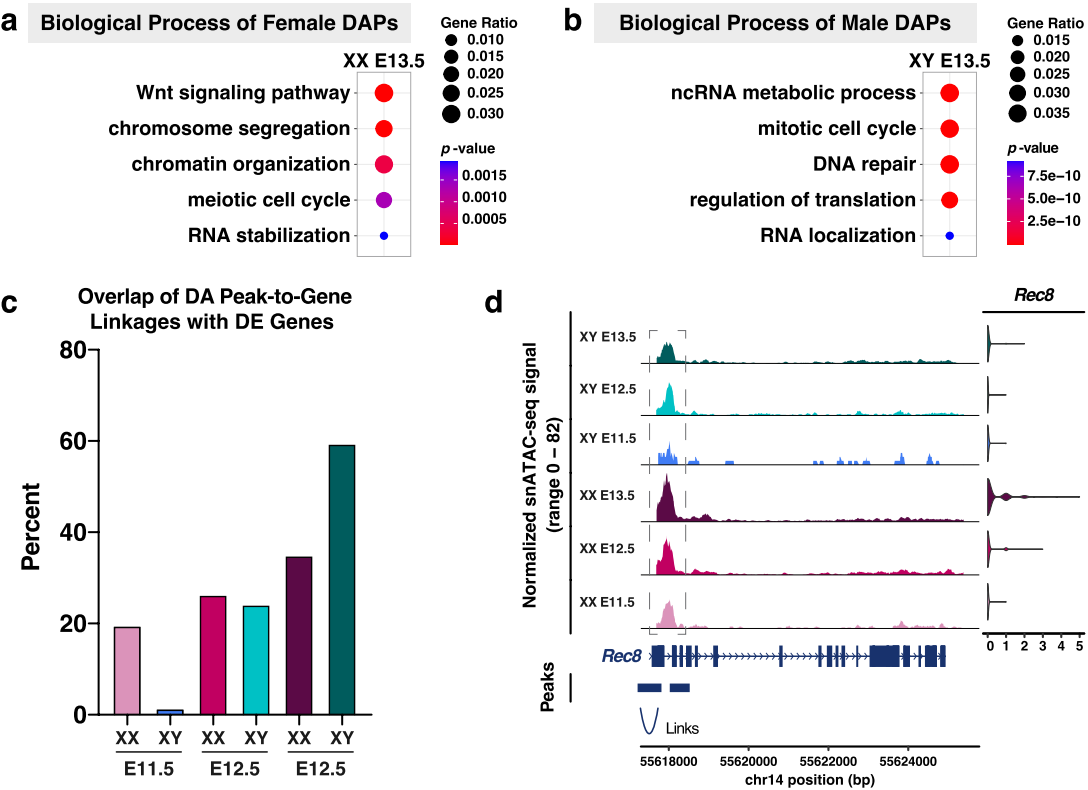 a
Biological Process of Female DAPs
XX E13.5
Wnt signaling pathway
chromosome segregation
chromatin organization
meiotic cell cycle
RNA stabilization
Gene Ratio
0.010
0.015
0.020
0.025
0.030
p-value
0.0015
0.0010
0.0005
b
Biological Process of Male DAPs
XY E13.5
ncRNA metabolic process
mitotic cell cycle
DNA repair
regulation of translation
RNA localization
Gene Ratio
0.015
0.020
0.025
0.030
0.035
p-value
7.5e−10
5.0e−10
2.5e−10
c
Overlap of DA Peak-to-Gene
Linkages with DE Genes
Percent
80
60
40
20
0
XX XY XX XY XX XY
E11.5 E12.5 E12.5
d
Rec8
Normalized snATAC-seq signal
(range 0 – 82)
XY E13.5
XY E12.5
XY E11.5
XX E13.5
XX E12.5
XX E11.5
0 1 2 3 4 5
Rec8
Peaks
Links
55618000 55620000 55622000 55624000
chr14 position (bp)